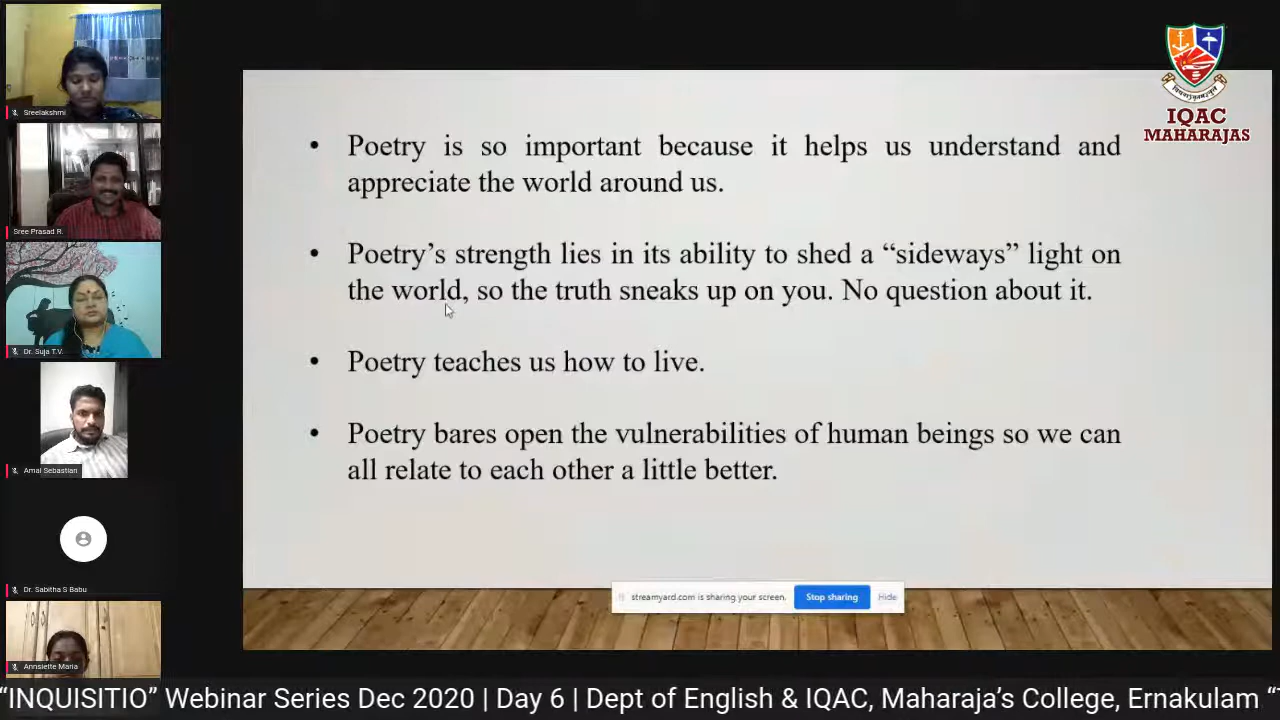 Sreelakshmi
Sree Prasad R.
Dr. Suja T.V.
Amal Sebastian
Dr. Sabitha S Babu
Annsiette Maria
IQAC
MAHARAJAS
• Poetry is so important because it helps us understand and
appreciate the world around us.
• Poetry’s strength lies in its ability to shed a “sideways” light on
the world, so the truth sneaks up on you. No question about it.
• Poetry teaches us how to live.
• Poetry bares open the vulnerabilities of human beings so we can
all relate to each other a little better.
streamyard.com is sharing your screen. Stop sharing Hide
“INQUISITIO” Webinar Series Dec 2020 | Day 6 | Dept of English & IQAC, Maharaja’s College, Ernakulam “